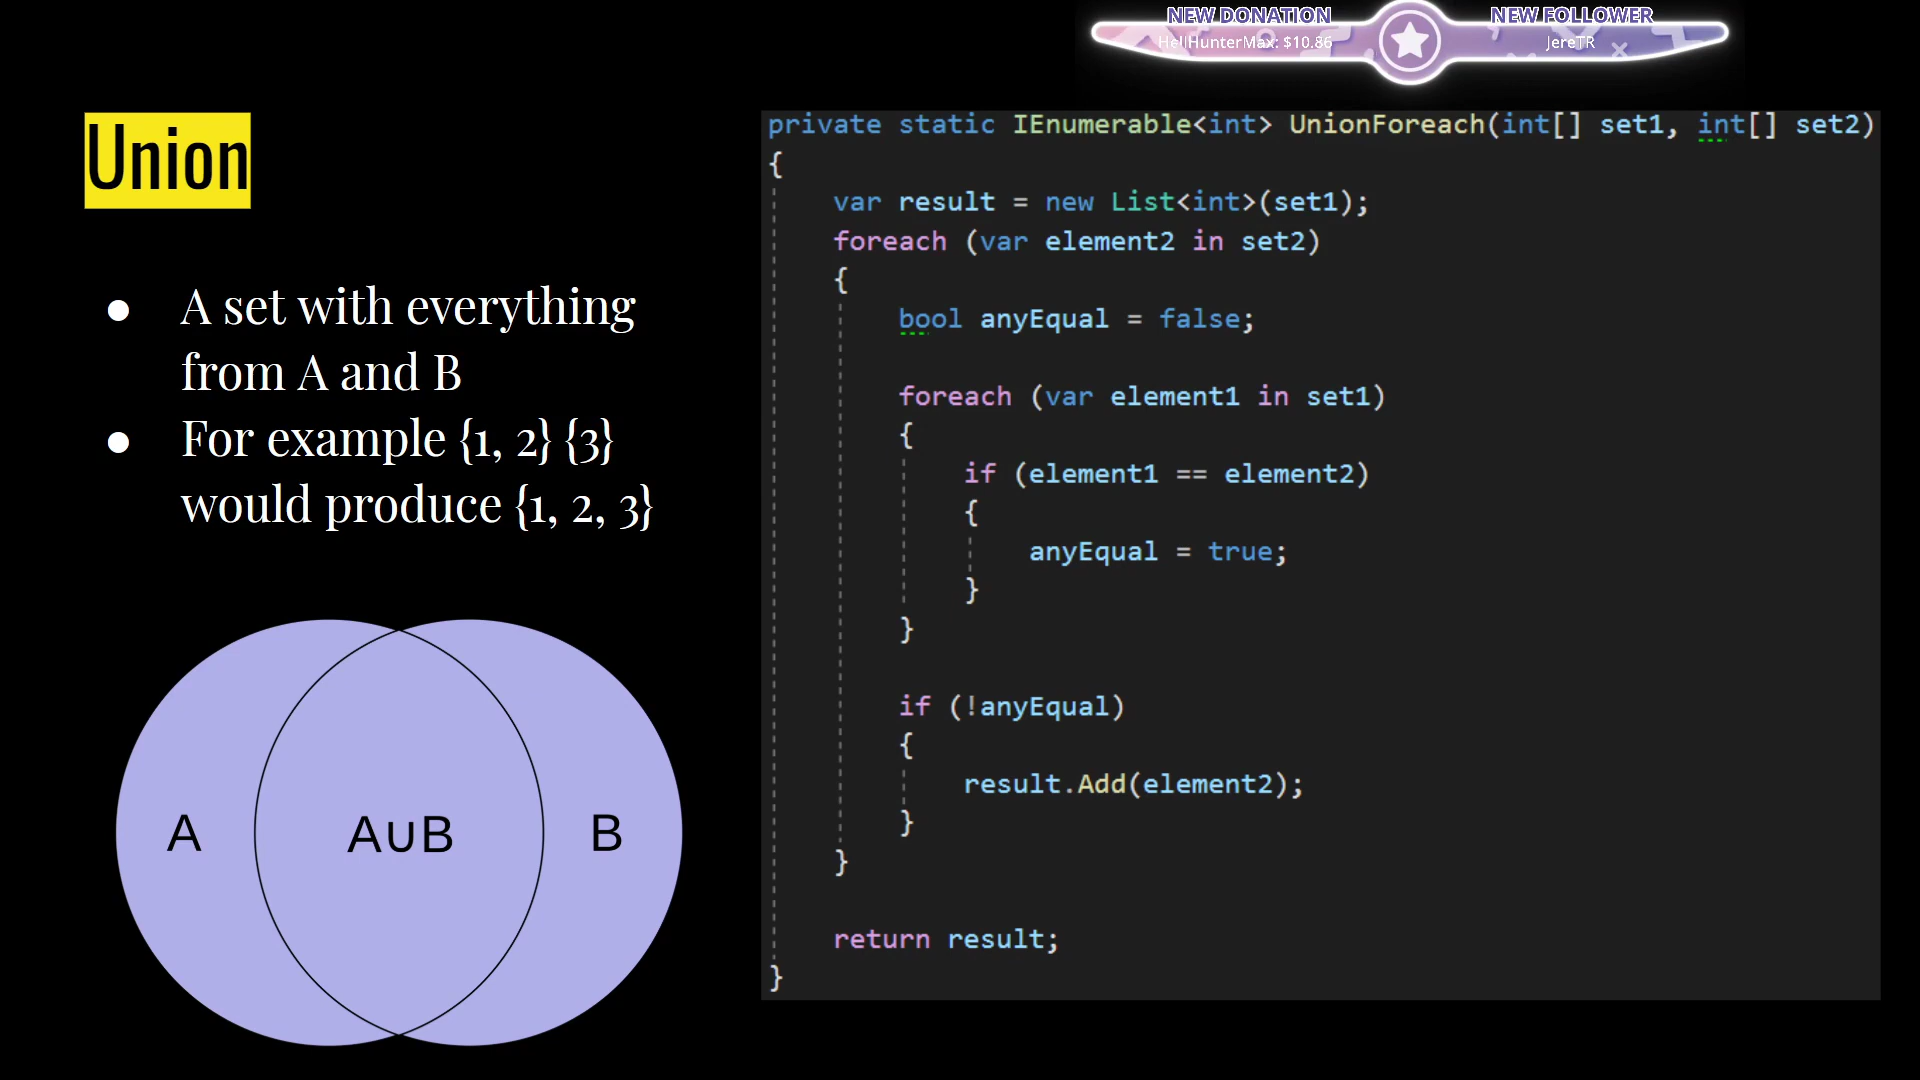 NEW DONATION
HellHunterMax: $10.86
NEW FOLLOWER
JereTR
Union
● A set with everything
from A and B
● For example {1, 2} {3}
would produce {1, 2, 3}
A
A∪B
B
private static IEnumerable<int> UnionForeach(int[] set1, int[] set2)
{
    var result = new List<int>(set1);
    foreach (var element2 in set2)
    {
        bool anyEqual = false;

        foreach (var element1 in set1)
        {
            if (element1 == element2)
            {
                anyEqual = true;
            }
        }

        if (!anyEqual)
        {
            result.Add(element2);
        }
    }

    return result;
}